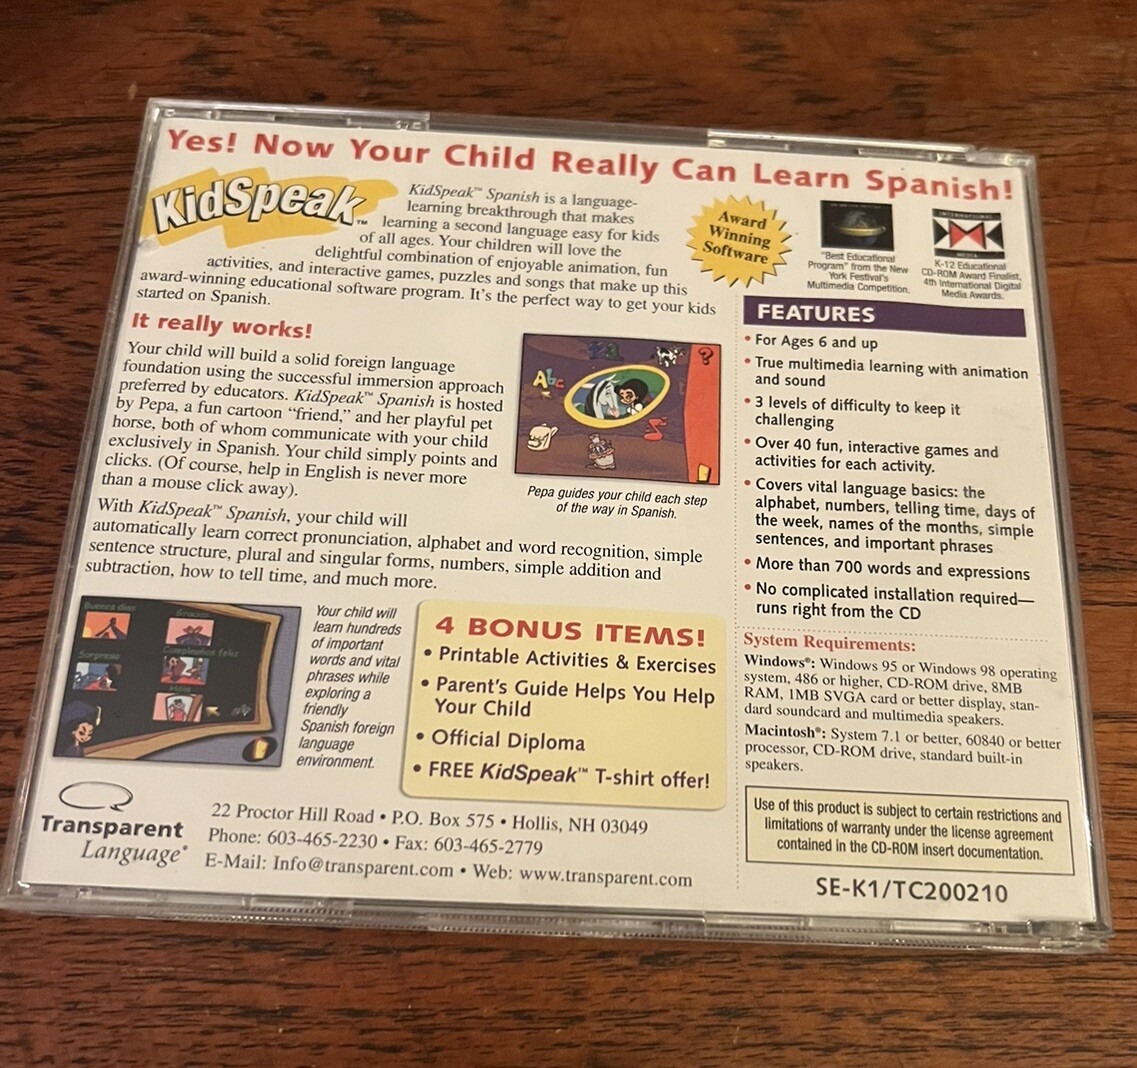 Yes! Now Your Child Really Can Learn Spanish!
KidSpeak™
KidSpeak™ Spanish is a language-
learning breakthrough that makes
learning a second language easy for kids
of all ages. Your children will love the
delightful combination of enjoyable animation, fun
activities, and interactive games, puzzles and songs that make up this
award-winning educational software program. It's the perfect way to get your kids
started on Spanish.
Award
Winning
Software
"Best Educational
Program" from the New
York Festival's
Multimedia Competition.
INTERNATIONAL
MEDIA
K-12 Educational
CD-ROM Award Finalist,
4th International Digital
Media Awards.
It really works!
Your child will build a solid foreign language
foundation using the successful immersion approach
preferred by educators. KidSpeak™ Spanish is hosted
by Pepa, a fun cartoon “friend,” and her playful pet
horse, both of whom communicate with your child
exclusively in Spanish. Your child simply points and
clicks. (Of course, help in English is never more
than a mouse click away).
Abc
?
Pepa guides your child each step
of the way in Spanish.
With KidSpeak™ Spanish, your child will
automatically learn correct pronunciation, alphabet and word recognition, simple
sentence structure, plural and singular forms, numbers, simple addition and
subtraction, how to tell time, and much more.
Buenos días
Gracias
Sorpresa
Cumpleaños feliz
Hola
Your child will
learn hundreds
of important
words and vital
phrases while
exploring a
friendly
Spanish foreign
language
environment.
4 BONUS ITEMS!
• Printable Activities & Exercises
• Parent's Guide Helps You Help
Your Child
• Official Diploma
• FREE KidSpeak™ T-shirt offer!
FEATURES
• For Ages 6 and up
• True multimedia learning with animation
and sound
• 3 levels of difficulty to keep it
challenging
• Over 40 fun, interactive games and
activities for each activity.
• Covers vital language basics: the
alphabet, numbers, telling time, days of
the week, names of the months, simple
sentences, and important phrases
• More than 700 words and expressions
• No complicated installation required—
runs right from the CD
System Requirements:
Windows®: Windows 95 or Windows 98 operating
system, 486 or higher, CD-ROM drive, 8MB
RAM, 1MB SVGA card or better display, stan-
dard soundcard and multimedia speakers.
Macintosh®: System 7.1 or better, 60840 or better
processor, CD-ROM drive, standard built-in
speakers.
Use of this product is subject to certain restrictions and
limitations of warranty under the license agreement
contained in the CD-ROM insert documentation.
SE-K1/TC200210
Transparent
Language®
22 Proctor Hill Road • P.O. Box 575 • Hollis, NH 03049
Phone: 603-465-2230 • Fax: 603-465-2779
E-Mail: Info@transparent.com • Web: www.transparent.com